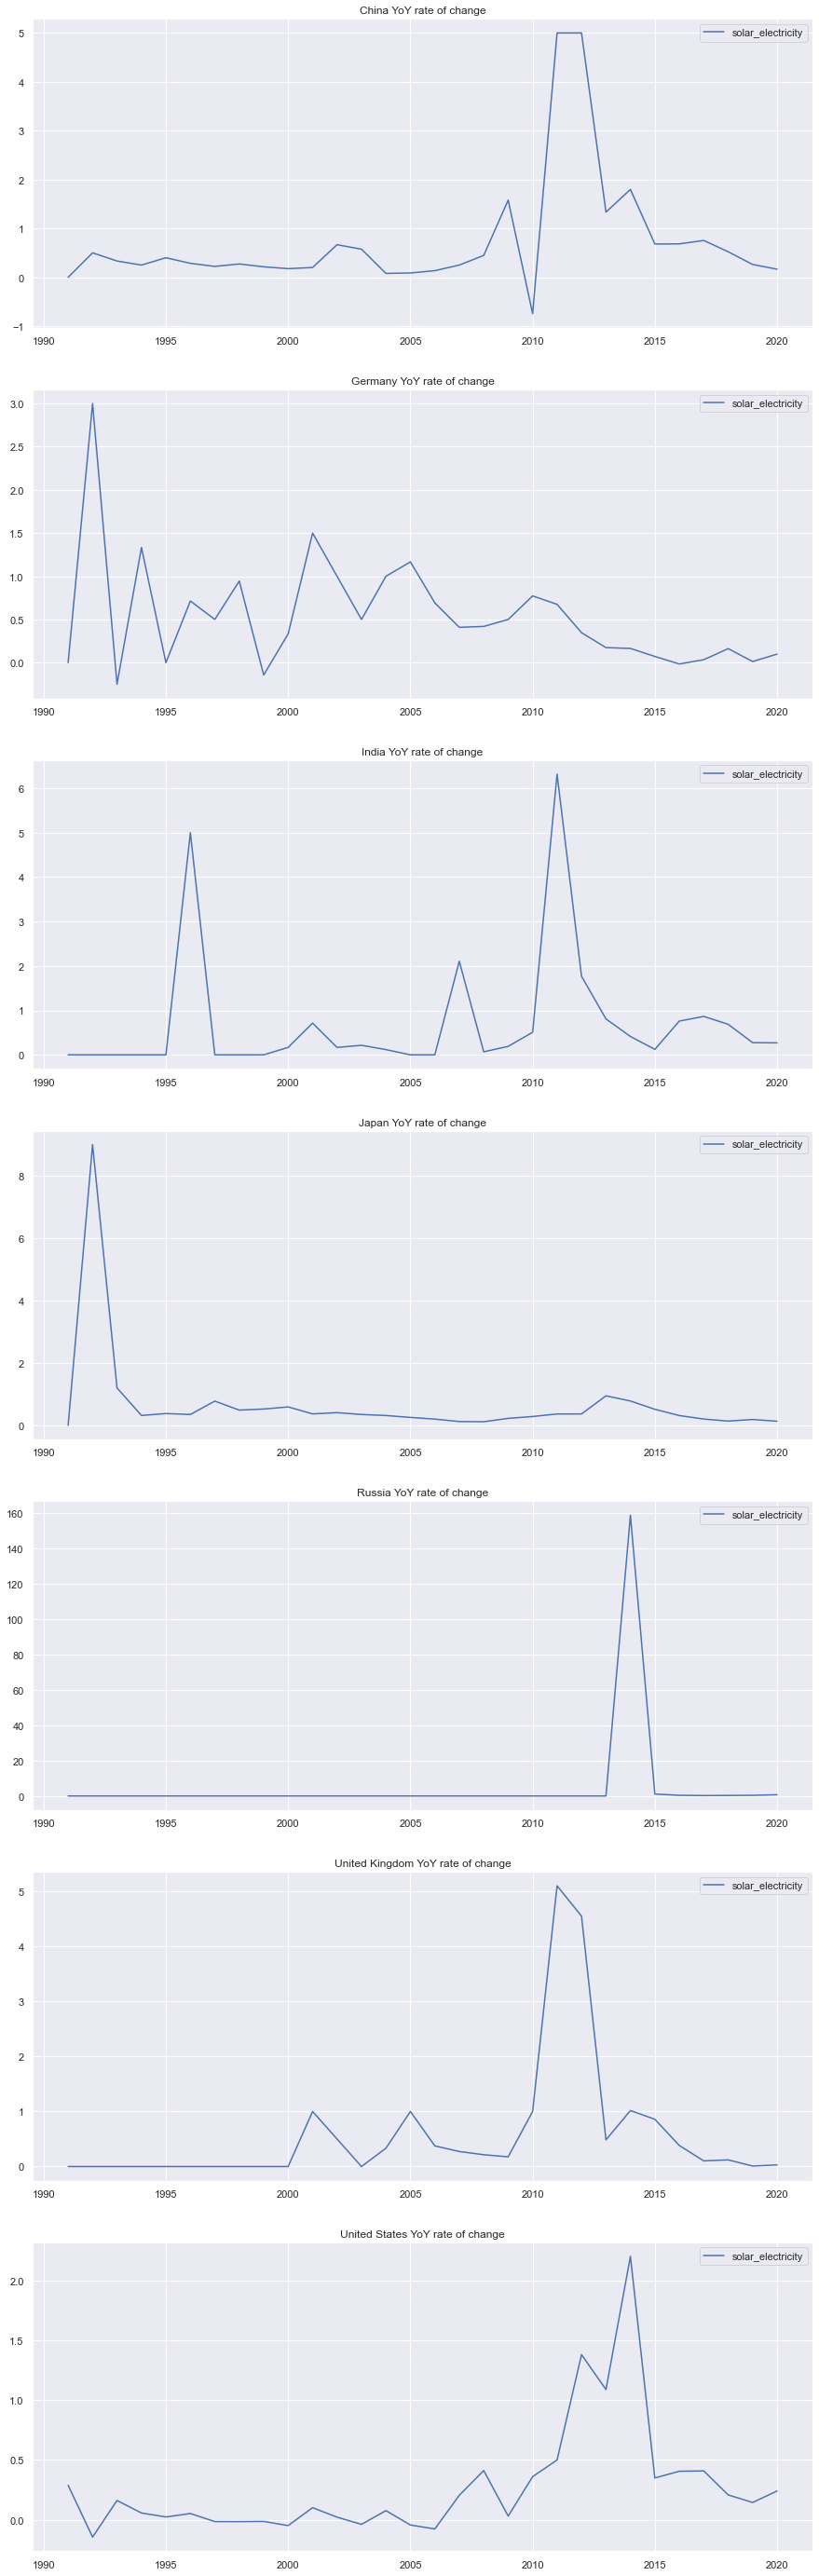 China YoY rate of change
solar_electricity
5
4
3
2
1
0
−1
1990 1995 2000 2005 2010 2015 2020
Germany YoY rate of change
solar_electricity
3.0
2.5
2.0
1.5
1.0
0.5
0.0
1990 1995 2000 2005 2010 2015 2020
India YoY rate of change
solar_electricity
6
5
4
3
2
1
0
1990 1995 2000 2005 2010 2015 2020
Japan YoY rate of change
solar_electricity
8
6
4
2
0
1990 1995 2000 2005 2010 2015 2020
Russia YoY rate of change
solar_electricity
160
140
120
100
80
60
40
20
0
1990 1995 2000 2005 2010 2015 2020
United Kingdom YoY rate of change
solar_electricity
5
4
3
2
1
0
1990 1995 2000 2005 2010 2015 2020
United States YoY rate of change
solar_electricity
2.0
1.5
1.0
0.5
0.0
1990 1995 2000 2005 2010 2015 2020